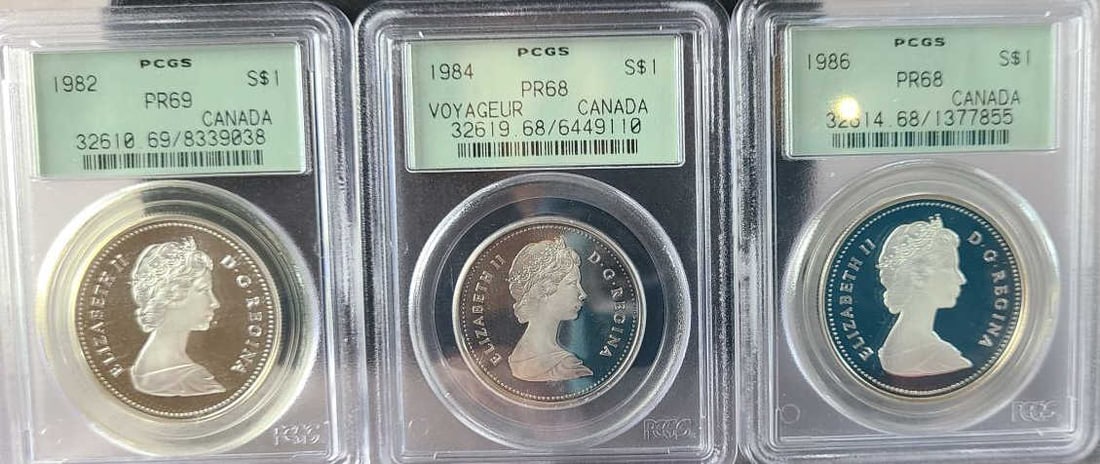 PCGS
1982 S$1
PR69
CANADA
32610.69/8339038
ELIZABETH II D·G·REGINA
PCGS
PCGS
1984 S$1
PR68
VOYAGEUR CANADA
32619.68/6449110
ELIZABETH II D·G·REGINA
PCGS
PCGS
1986 S$1
PR68
CANADA
32614.68/1377855
ELIZABETH II D·G·REGINA
PCGS